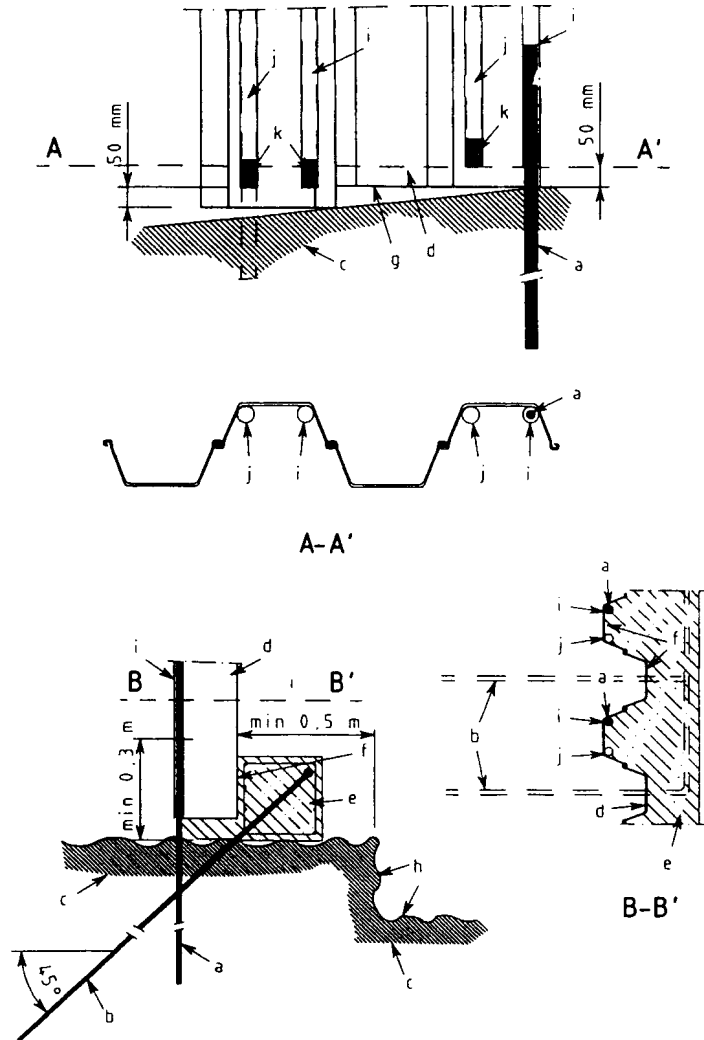 j i j i
50 mm
k k
A A'
50 mm
g c d a
a
j i j i
A-A'
a
i
j f
i d
B B'
a
min 0,5 m
i
min 0,3 m
b
j
f
e
d
h
c
e
B-B'
a
c
45°
b